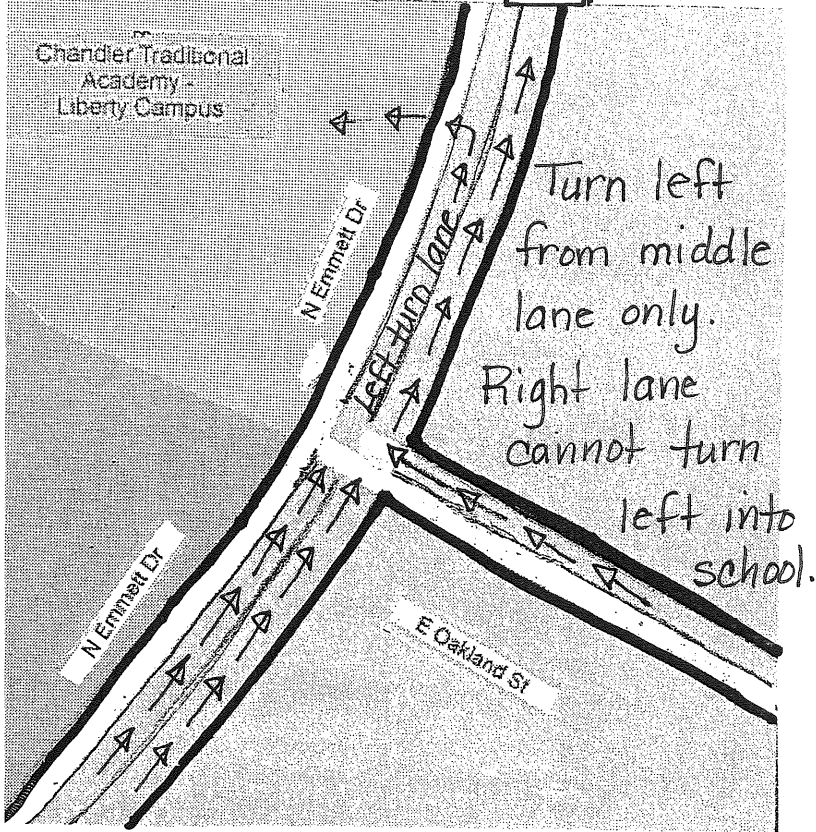 Chandler Traditional
Academy -
Liberty Campus
N Emmett Dr
Left turn lane
Turn left
from middle
lane only.
Right lane
cannot turn
left into
school.
N Emmett Dr
E Oakland St